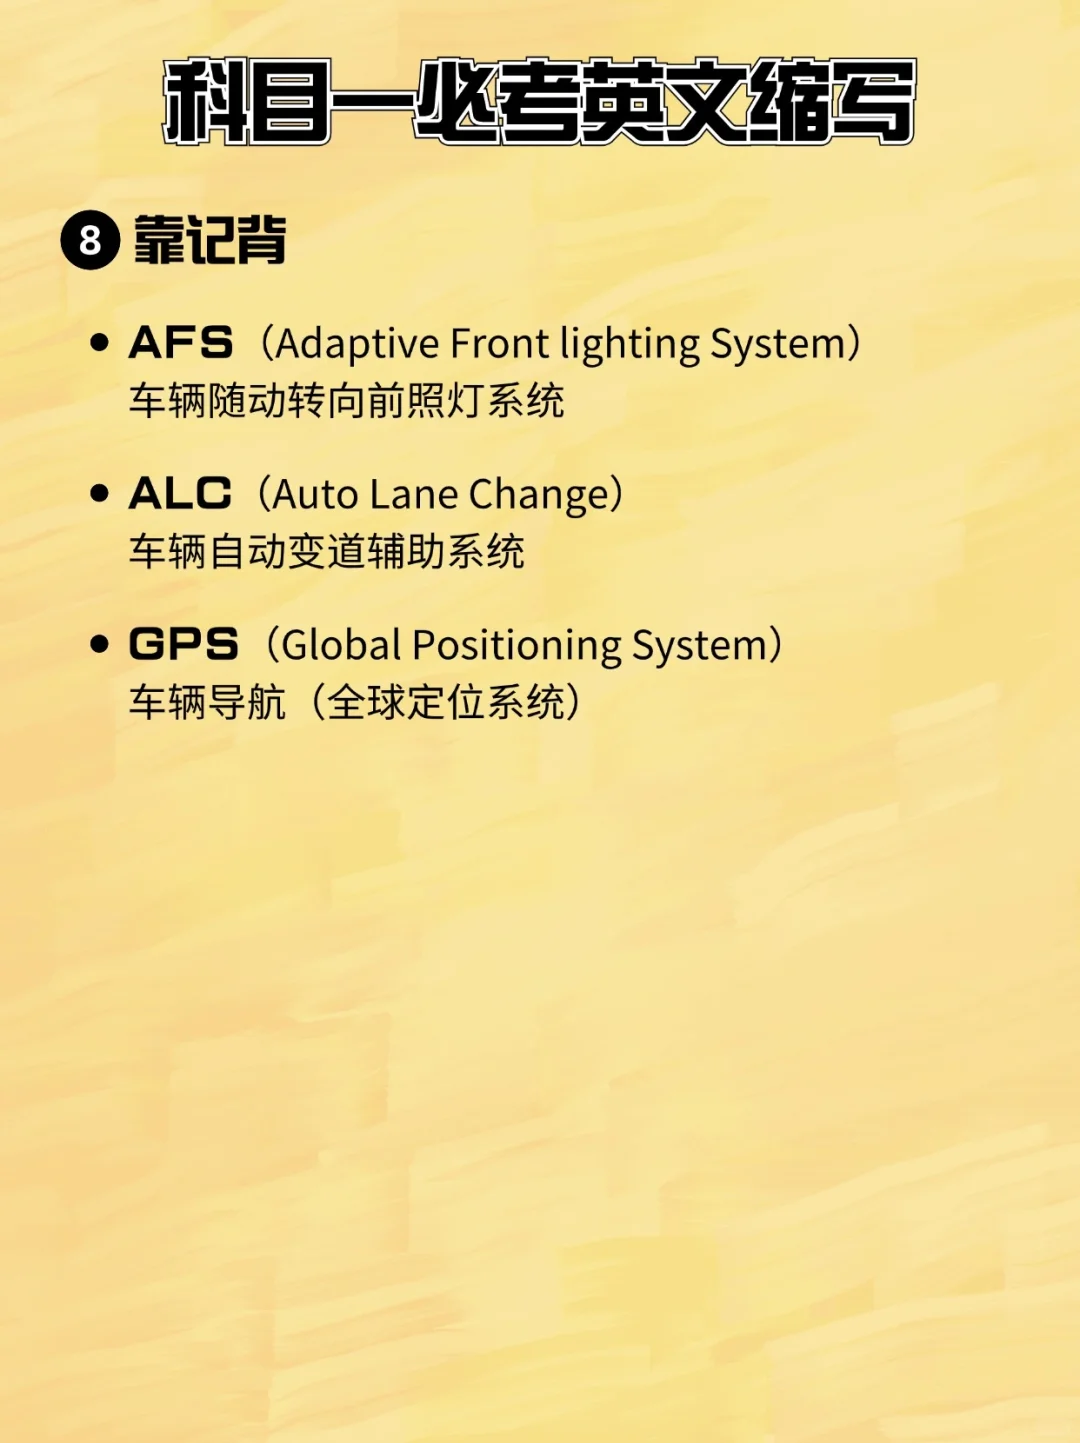 科目一必考英文缩写
8 靠记背
• AFS（Adaptive Front lighting System）
车辆随动转向前照灯系统
• ALC（Auto Lane Change）
车辆自动变道辅助系统
• GPS（Global Positioning System）
车辆导航（全球定位系统）